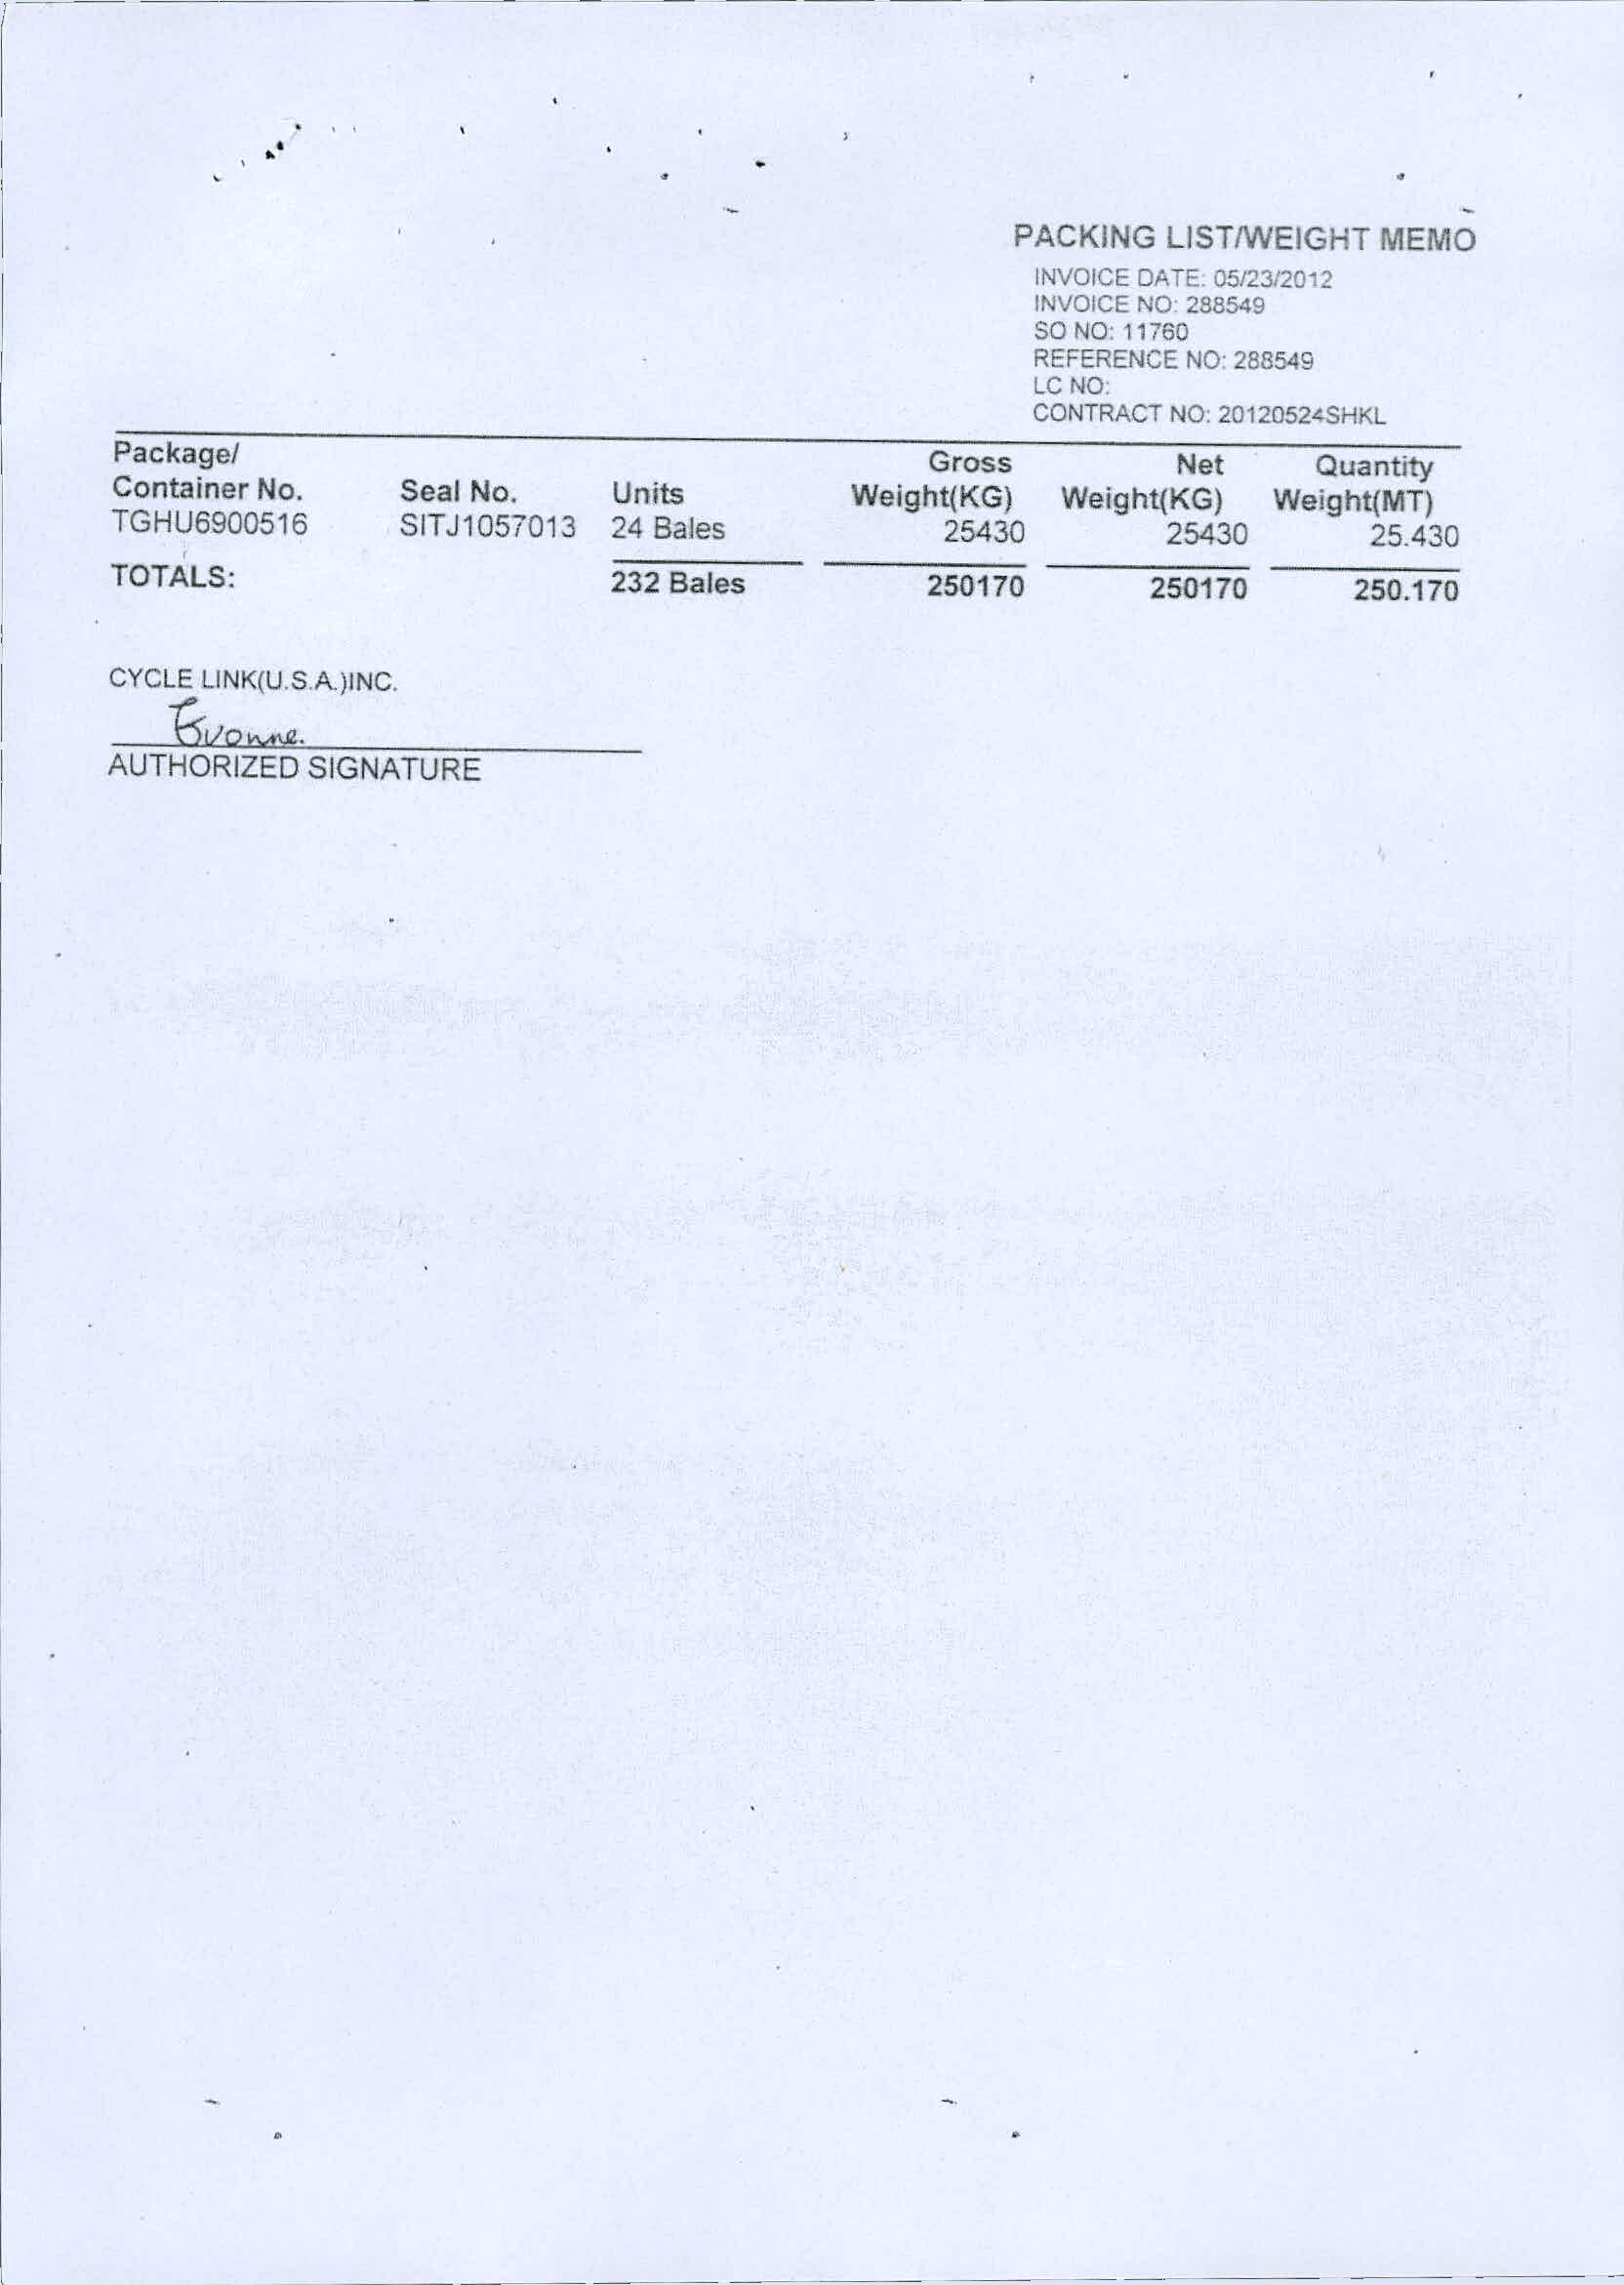 PACKING LIST/WEIGHT MEMO
INVOICE DATE: 05/23/2012
INVOICE NO: 288549
SO NO: 11760
REFERENCE NO: 288549
LC NO:
CONTRACT NO: 20120524SHKL
Package/ Gross Net Quantity
Container No. Seal No. Units Weight(KG) Weight(KG) Weight(MT)
TGHU6900516 SITJ1057013 24 Bales 25430 25430 25.430
TOTALS: 232 Bales 250170 250170 250.170
CYCLE LINK(U.S.A.)INC.
Evonne.
AUTHORIZED SIGNATURE